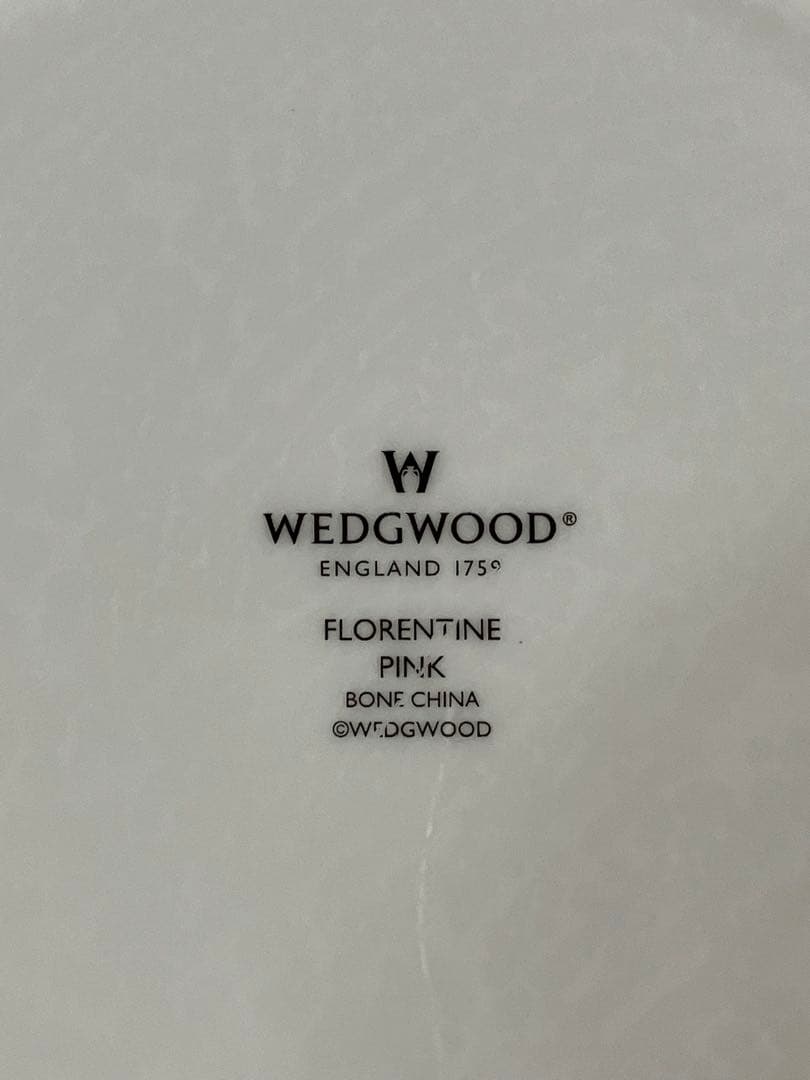 W
WEDGWOOD®
ENGLAND 1759
FLORENTINE
PINK
BONE CHINA
©WEDGWOOD